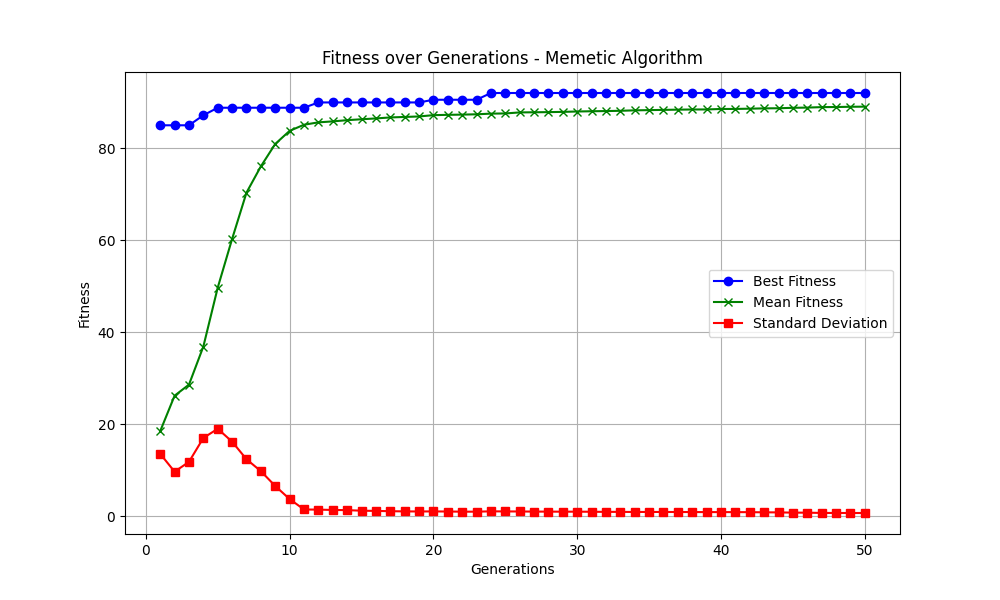 Fitness over Generations - Memetic Algorithm
Fitness
80
60
40
20
0
Best Fitness
Mean Fitness
Standard Deviation
0 10 20 30 40 50
Generations